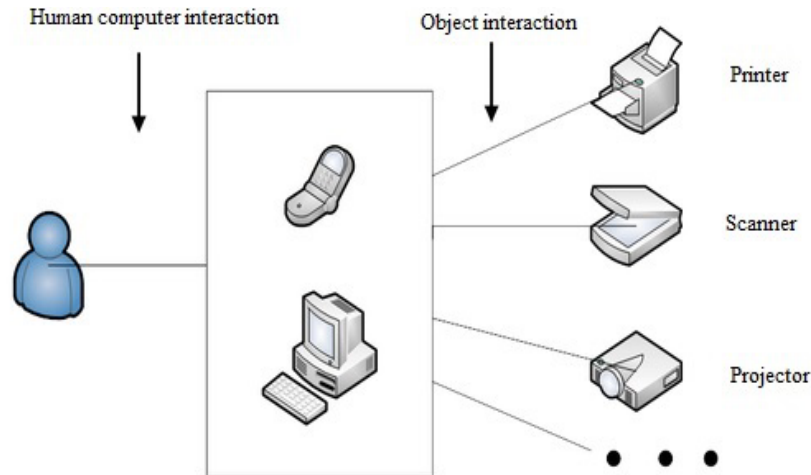 Human computer interaction
Object interaction
Printer
Scanner
Projector